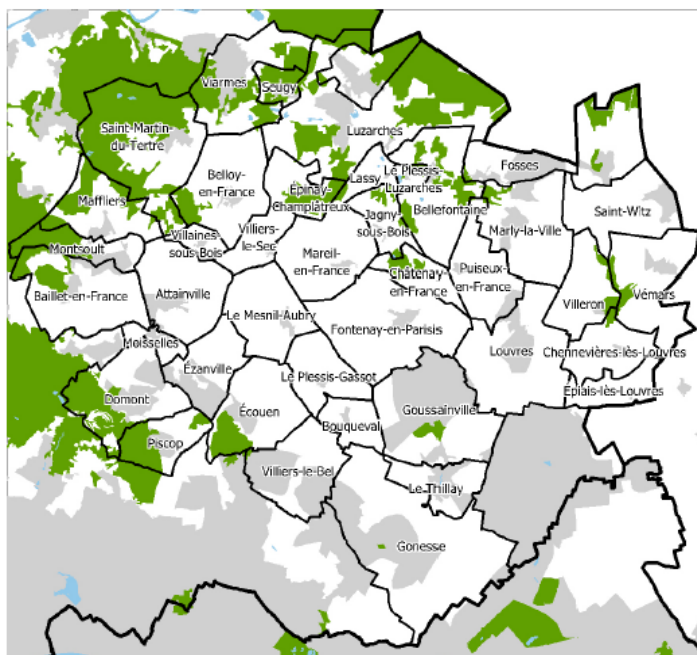 Viarmes
Seugy
Saint-Martin-
du-Tertre
Luzarches
Belloy-
en-France
Lassy
Le Plessis-
Luzarches
Fosses
Maffliers
Épinay-
Champlâtreux
Bellefontaine
Saint-Witz
Jagny-
sous-Bois
Marly-la-Ville
Villaines-
sous-Bois
Villiers-
le-Sec
Montsoult
Mareil-
en-France
Châtenay-
en-France
Puiseux-
en-France
Baillet-en-France
Attainville
Villeron
Vémars
Le Mesnil-Aubry
Fontenay-en-Parisis
Moisselles
Louvres
Chennevières-lès-Louvres
Ézanville
Le Plessis-Gassot
Epiais-lès-Louvres
Domont
Écouen
Goussainville
Bouqueval
Piscop
Villiers-le-Bel
Le Thillay
Gonesse